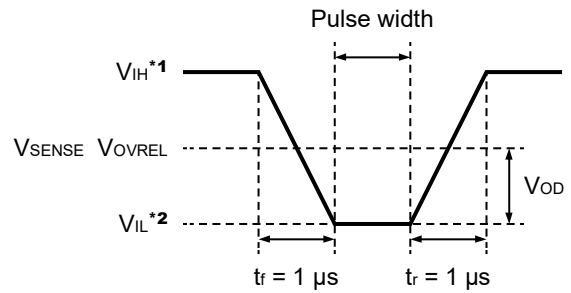 Pulse width
VIH*1
VSENSE VOVREL
VOD
VIL*2
tf = 1 µs
tr = 1 µs